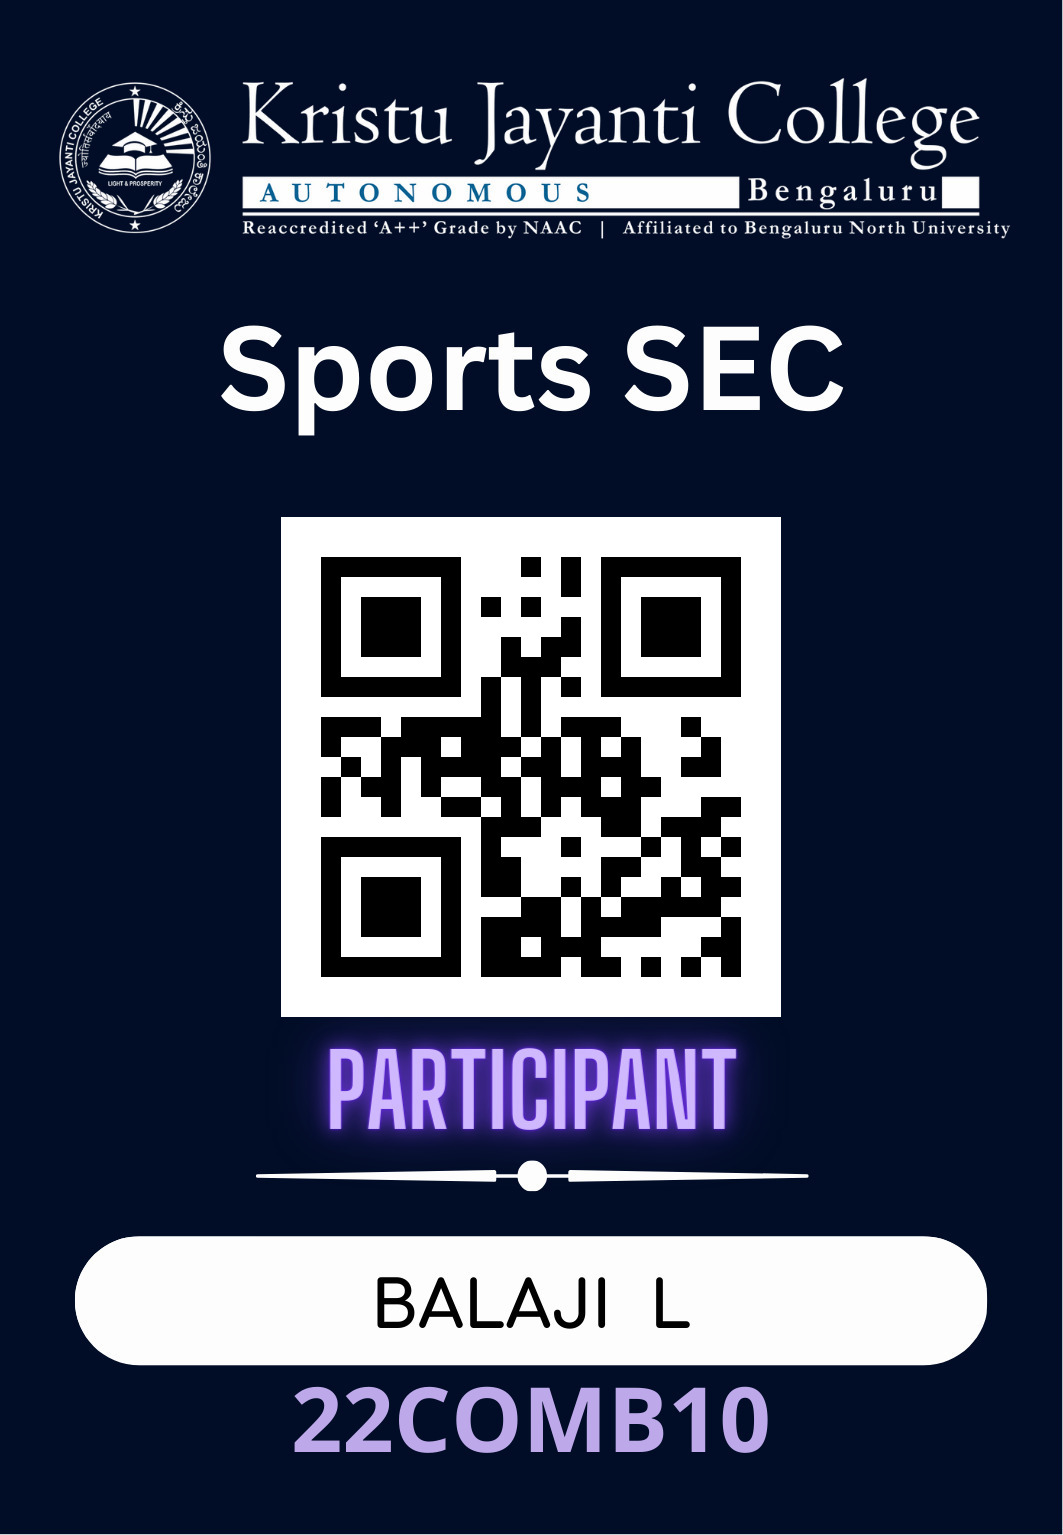 KRISTU JAYANTI COLLEGE
ಕ್ರಿಸ್ತು ಜಯಂತಿ ಕಾಲೇಜು
LIGHT & PROSPERITY
Kristu Jayanti College
AUTONOMOUS Bengaluru
Reaccredited ‘A++’ Grade by NAAC | Affiliated to Bengaluru North University
Sports SEC
PARTICIPANT
BALAJI L
22COMB10